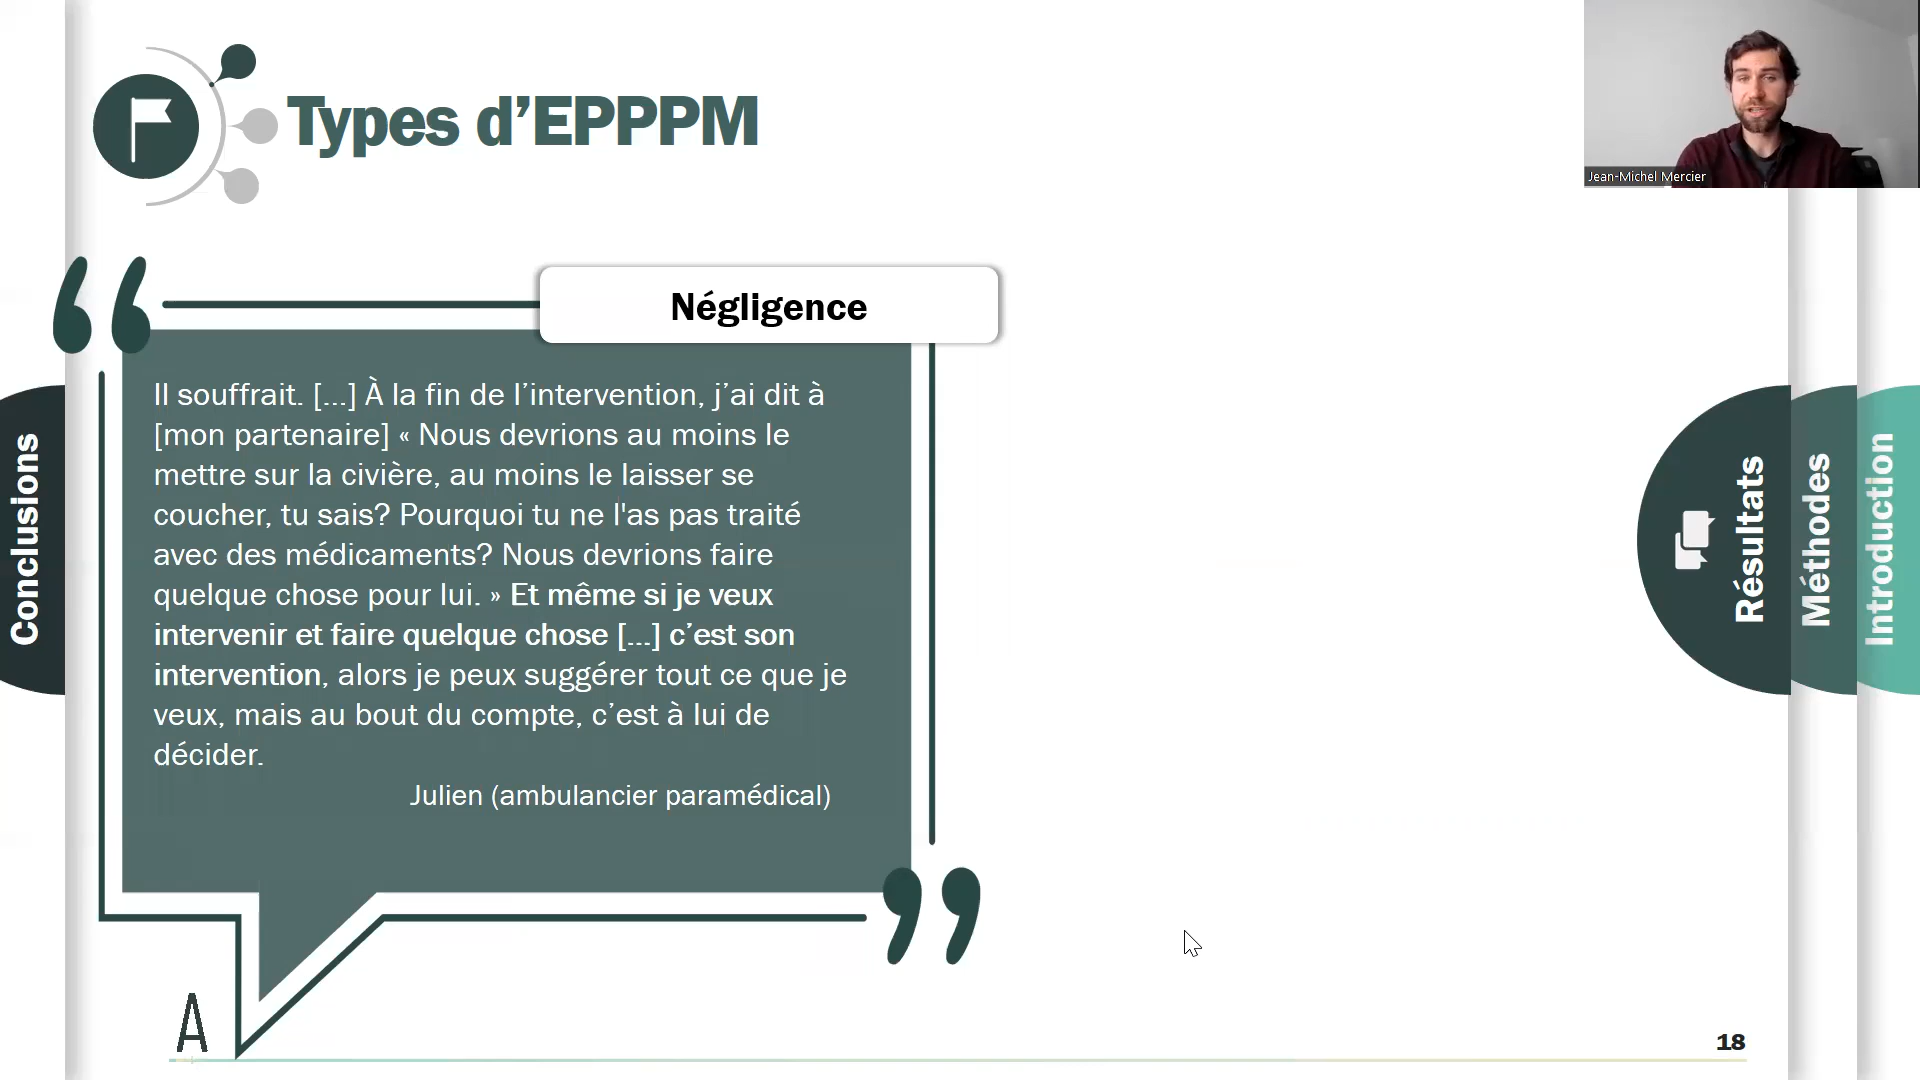 Types d’EPPPM
Jean-Michel Mercier
Négligence
Il souffrait. [...] À la fin de l’intervention, j’ai dit à
[mon partenaire] « Nous devrions au moins le
mettre sur la civière, au moins le laisser se
coucher, tu sais? Pourquoi tu ne l'as pas traité
avec des médicaments? Nous devrions faire
quelque chose pour lui. » Et même si je veux
intervenir et faire quelque chose [...] c’est son
intervention, alors je peux suggérer tout ce que je
veux, mais au bout du compte, c’est à lui de
décider.
Julien (ambulancier paramédical)
Conclusions
Résultats
Méthodes
Introduction
A
18